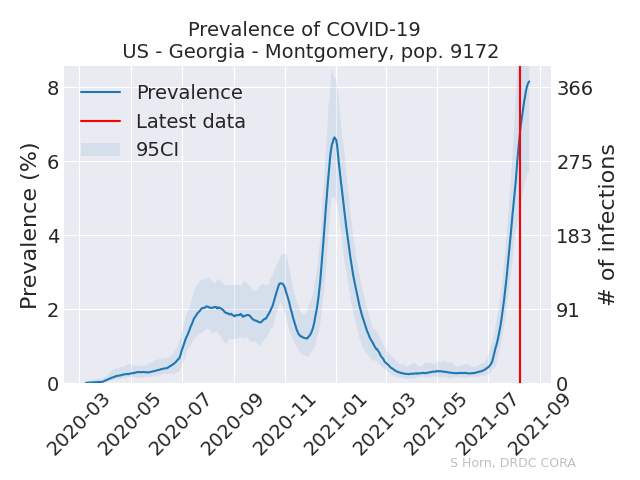 Prevalence of COVID-19
US - Georgia - Montgomery, pop. 9172
Prevalence (%)
8
6
4
2
0
Prevalence
Latest data
95CI
366
275
183
91
0
# of infections
2020-03
2020-05
2020-07
2020-09
2020-11
2021-01
2021-03
2021-05
2021-07
2021-09
S Horn, DRDC CORA